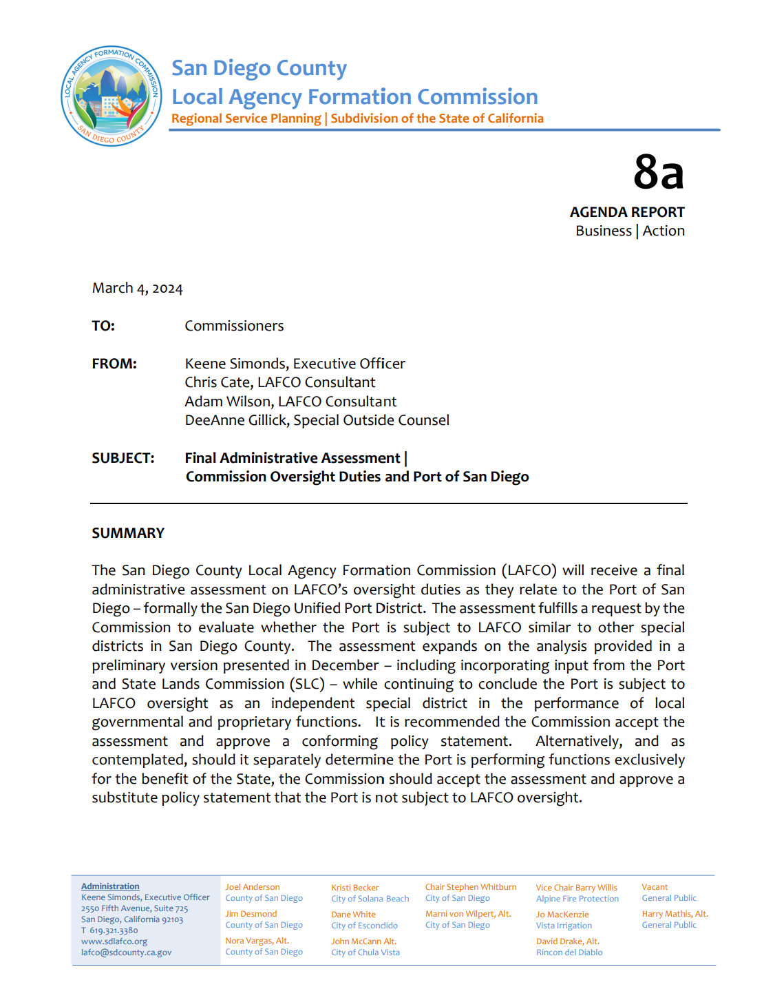 LOCAL AGENCY FORMATION COMMISSION
SAN DIEGO COUNTY
San Diego County
Local Agency Formation Commission
Regional Service Planning | Subdivision of the State of California
8a
AGENDA REPORT
Business | Action
March 4, 2024
TO: Commissioners
FROM: Keene Simonds, Executive Officer
Chris Cate, LAFCO Consultant
Adam Wilson, LAFCO Consultant
DeeAnne Gillick, Special Outside Counsel
SUBJECT: Final Administrative Assessment |
Commission Oversight Duties and Port of San Diego
SUMMARY
The San Diego County Local Agency Formation Commission (LAFCO) will receive a final
administrative assessment on LAFCO's oversight duties as they relate to the Port of San
Diego – formally the San Diego Unified Port District. The assessment fulfills a request by the
Commission to evaluate whether the Port is subject to LAFCO similar to other special
districts in San Diego County. The assessment expands on the analysis provided in a
preliminary version presented in December – including incorporating input from the Port
and State Lands Commission (SLC) – while continuing to conclude the Port is subject to
LAFCO oversight as an independent special district in the performance of local
governmental and proprietary functions. It is recommended the Commission accept the
assessment and approve a conforming policy statement. Alternatively, and as
contemplated, should it separately determine the Port is performing functions exclusively
for the benefit of the State, the Commission should accept the assessment and approve a
substitute policy statement that the Port is not subject to LAFCO oversight.
Administration
Keene Simonds, Executive Officer
2550 Fifth Avenue, Suite 725
San Diego, California 92103
T 619.321.3380
www.sdlafco.org
lafco@sdcounty.ca.gov
Joel Anderson
County of San Diego
Jim Desmond
County of San Diego
Nora Vargas, Alt.
County of San Diego
Kristi Becker
City of Solana Beach
Dane White
City of Escondido
John McCann Alt.
City of Chula Vista
Chair Stephen Whitburn
City of San Diego
Marni von Wilpert, Alt.
City of San Diego
Vice Chair Barry Willis
Alpine Fire Protection
Jo MacKenzie
Vista Irrigation
David Drake, Alt.
Rincon del Diablo
Vacant
General Public
Harry Mathis, Alt.
General Public